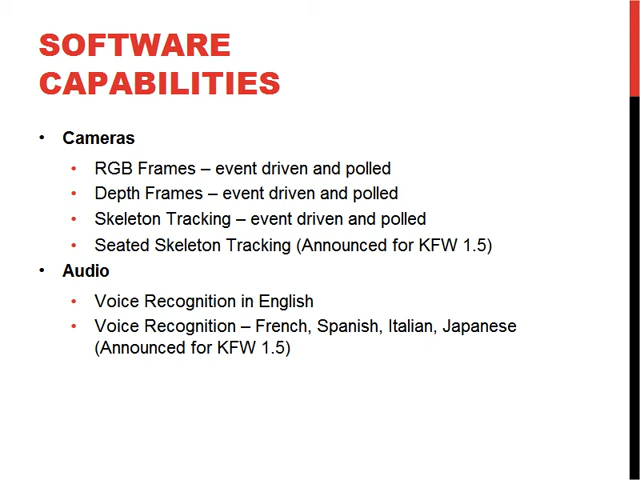 SOFTWARE
CAPABILITIES
• Cameras
• RGB Frames – event driven and polled
• Depth Frames – event driven and polled
• Skeleton Tracking – event driven and polled
• Seated Skeleton Tracking (Announced for KFW 1.5)
• Audio
• Voice Recognition in English
• Voice Recognition – French, Spanish, Italian, Japanese
(Announced for KFW 1.5)